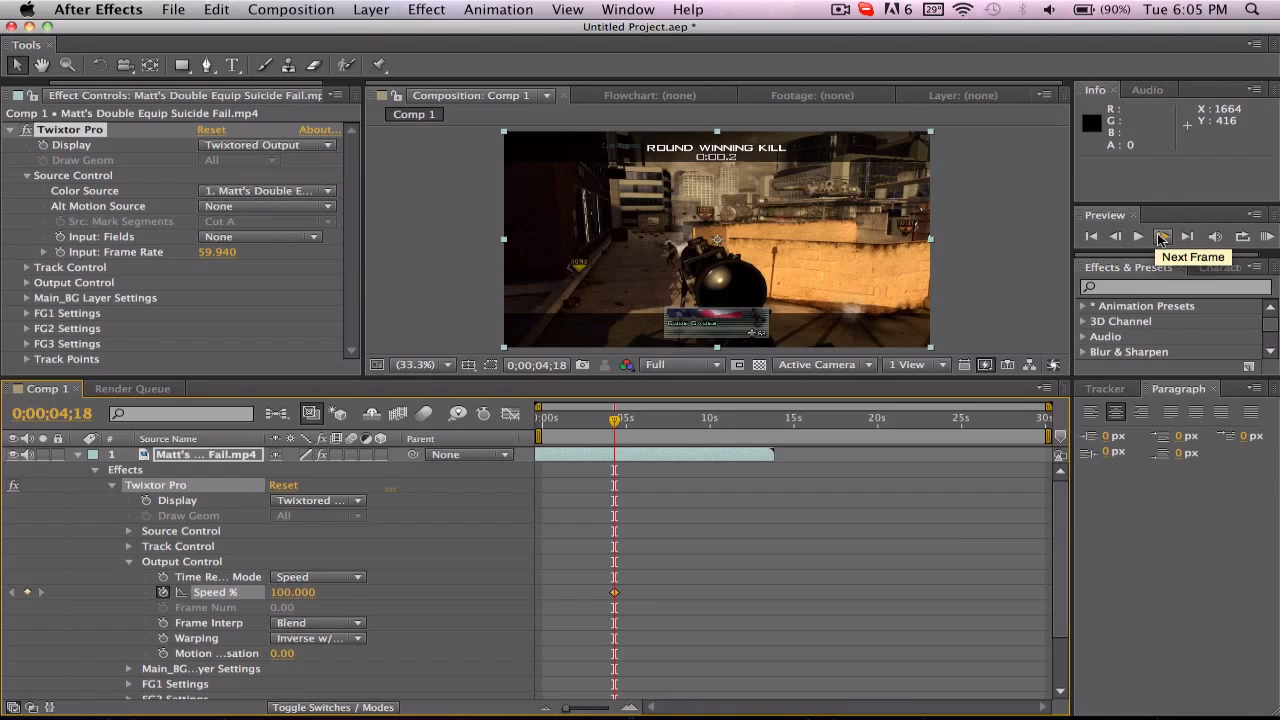 After Effects File Edit Composition Layer Effect Animation View Window Help 6 29° (90%) Tue 6:05 PM
Untitled Project.aep *
Tools
Effect Controls: Matt's Double Equip Suicide Fail.mp
Comp 1 • Matt's Double Equip Suicide Fail.mp4
Twixtor Pro Reset About...
Display Twixtored Output
Draw Geom All
Source Control
Color Source 1. Matt's Double E...
Alt Motion Source None
Src: Mark Segments Cut A
Input: Fields None
Input: Frame Rate 59.940
Track Control
Output Control
Main_BG Layer Settings
FG1 Settings
FG2 Settings
FG3 Settings
Track Points
Composition: Comp 1 Flowchart: (none) Footage: (none) Layer: (none)
Comp 1
ROUND WINNING KILL
0:00.2
(33.3%) 0;00;04;18 Full Active Camera 1 View
Info Audio
R: X: 1664
G: Y: 416
B:
A: 0
Preview
Next Frame
Effects & Presets Charact
* Animation Presets
3D Channel
Audio
Blur & Sharpen
Comp 1 Render Queue
0;00;04;18
:00s 05s 10s 15s 20s 25s 30s
# Source Name Parent
1 Matt's ... Fail.mp4 None
Effects
Twixtor Pro Reset ...
Display Twixtored ...
Draw Geom All
Source Control
Track Control
Output Control
Time Re... Mode Speed
Speed % 100.000
Frame Num 0.00
Frame Interp Blend
Warping Inverse w/...
Motion ...sation 0.00
Main_BG...yer Settings
FG1 Settings
FG2 Settings
Toggle Switches / Modes
Tracker Paragraph
0 px 0 px 0 px
0 px 0 px